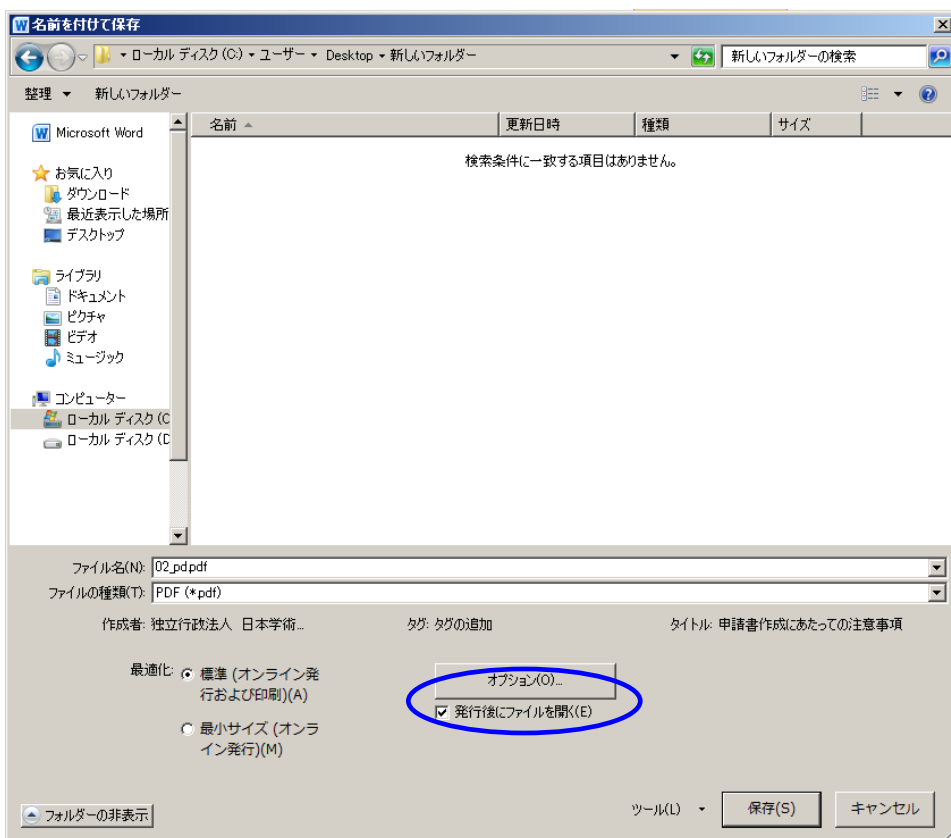 名前を付けて保存
ローカル ディスク (C:) ユーザー Desktop 新しいフォルダー
新しいフォルダーの検索
整理 新しいフォルダー
Microsoft Word
名前 更新日時 種類 サイズ
検索条件に一致する項目はありません。
お気に入り
ダウンロード
最近表示した場所
デスクトップ
ライブラリ
ドキュメント
ピクチャ
ビデオ
ミュージック
コンピューター
ローカル ディスク (C
ローカル ディスク (D
ファイル名(N): 02_pd.pdf
ファイルの種類(T): PDF (*.pdf)
作成者: 独立行政法人 日本学術... タグ: タグの追加 タイトル: 申請書作成にあたっての注意事項
最適化: 標準 (オンライン発
行および印刷)(A)
最小サイズ (オンラ
イン発行)(M)
オプション(O)...
発行後にファイルを開く(E)
フォルダーの非表示
ツール(L) 保存(S) キャンセル